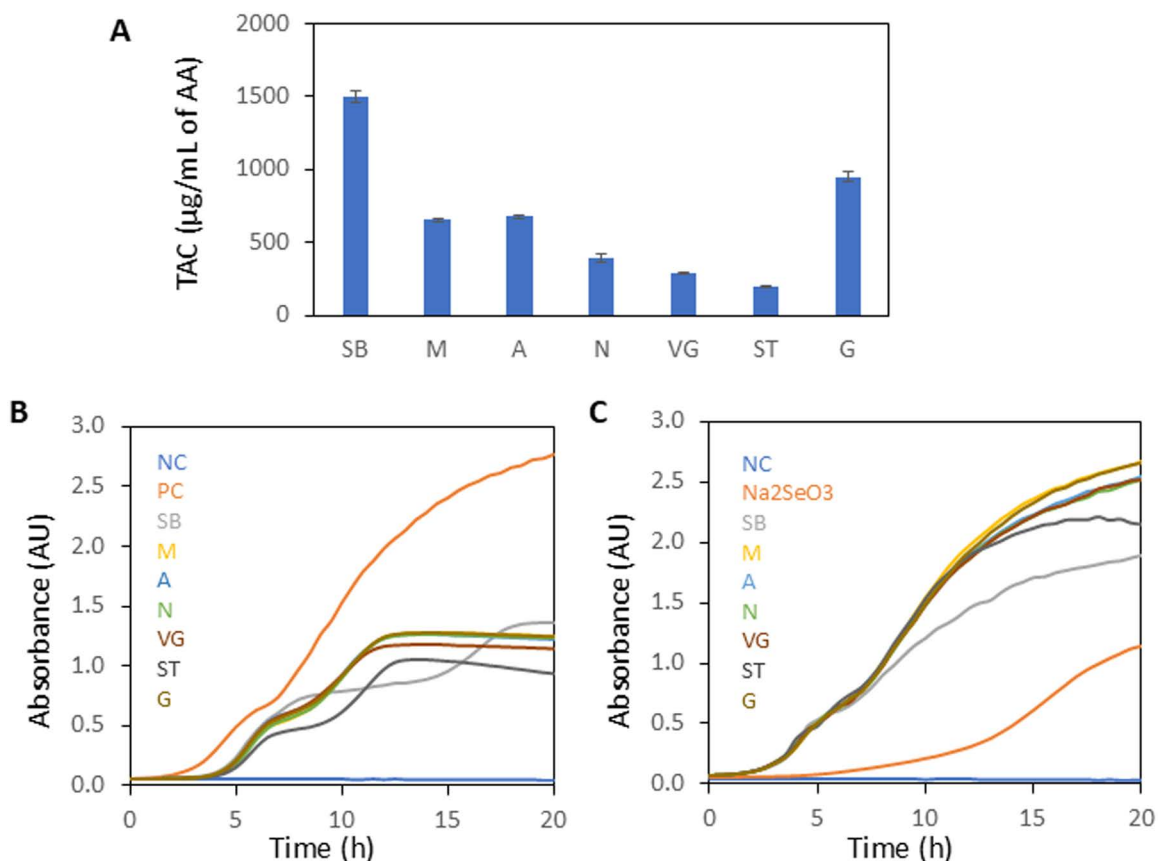 A
TAC (µg/mL of AA)
2000
1500
1000
500
0
SB M A N VG ST G
B
Absorbance (AU)
3.0
2.5
2.0
1.5
1.0
0.5
0.0
NC
PC
SB
M
A
N
VG
ST
G
0 5 10 15 20
Time (h)
C
Absorbance (AU)
3.0
2.5
2.0
1.5
1.0
0.5
0.0
NC
Na2SeO3
SB
M
A
N
VG
ST
G
0 5 10 15 20
Time (h)